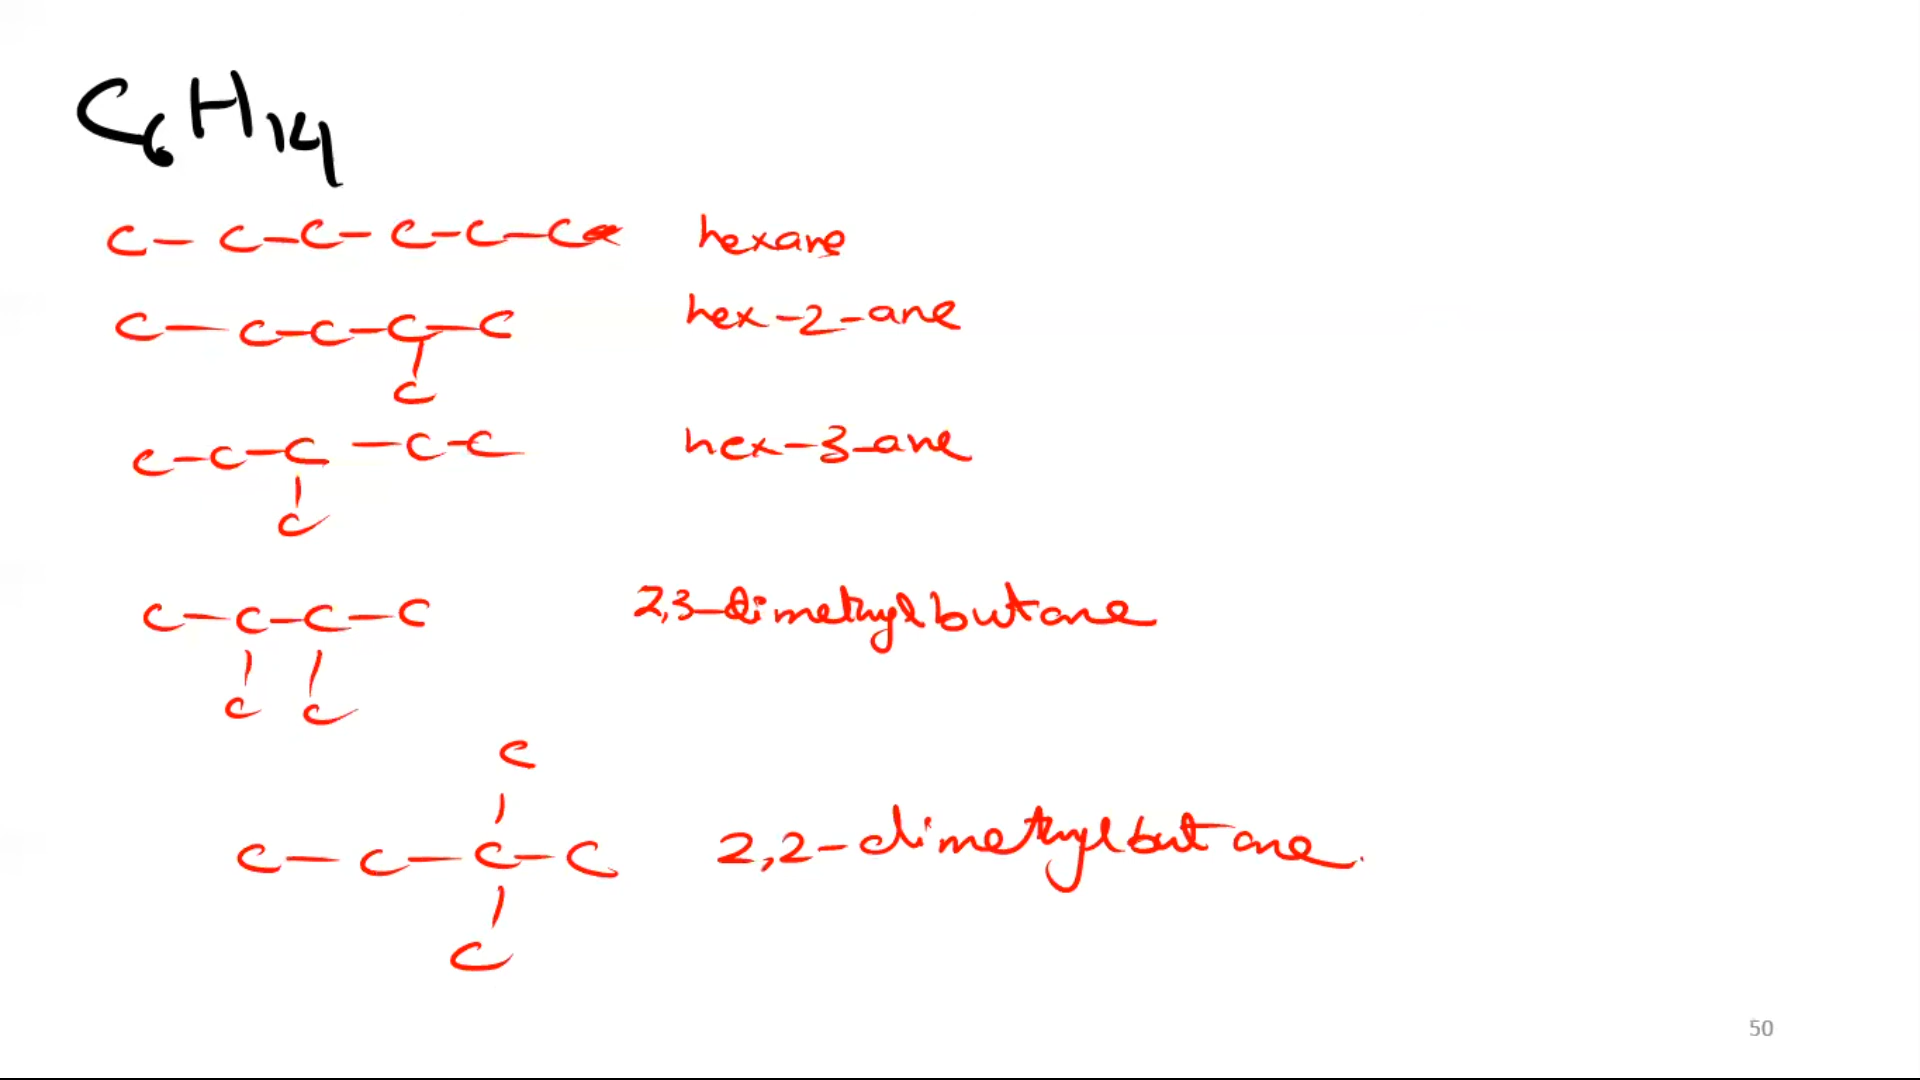 C6H14
C- C-C- C-C-C hexane
C-C-C-C-C hex-2-ane
|
C
C-C-C-C-C hex-3-ane
|
C
C-C-C-C 2,3-dimethylbutane
| |
C C
C
|
C-C-C-C 2,2-dimethylbutane.
|
C
50